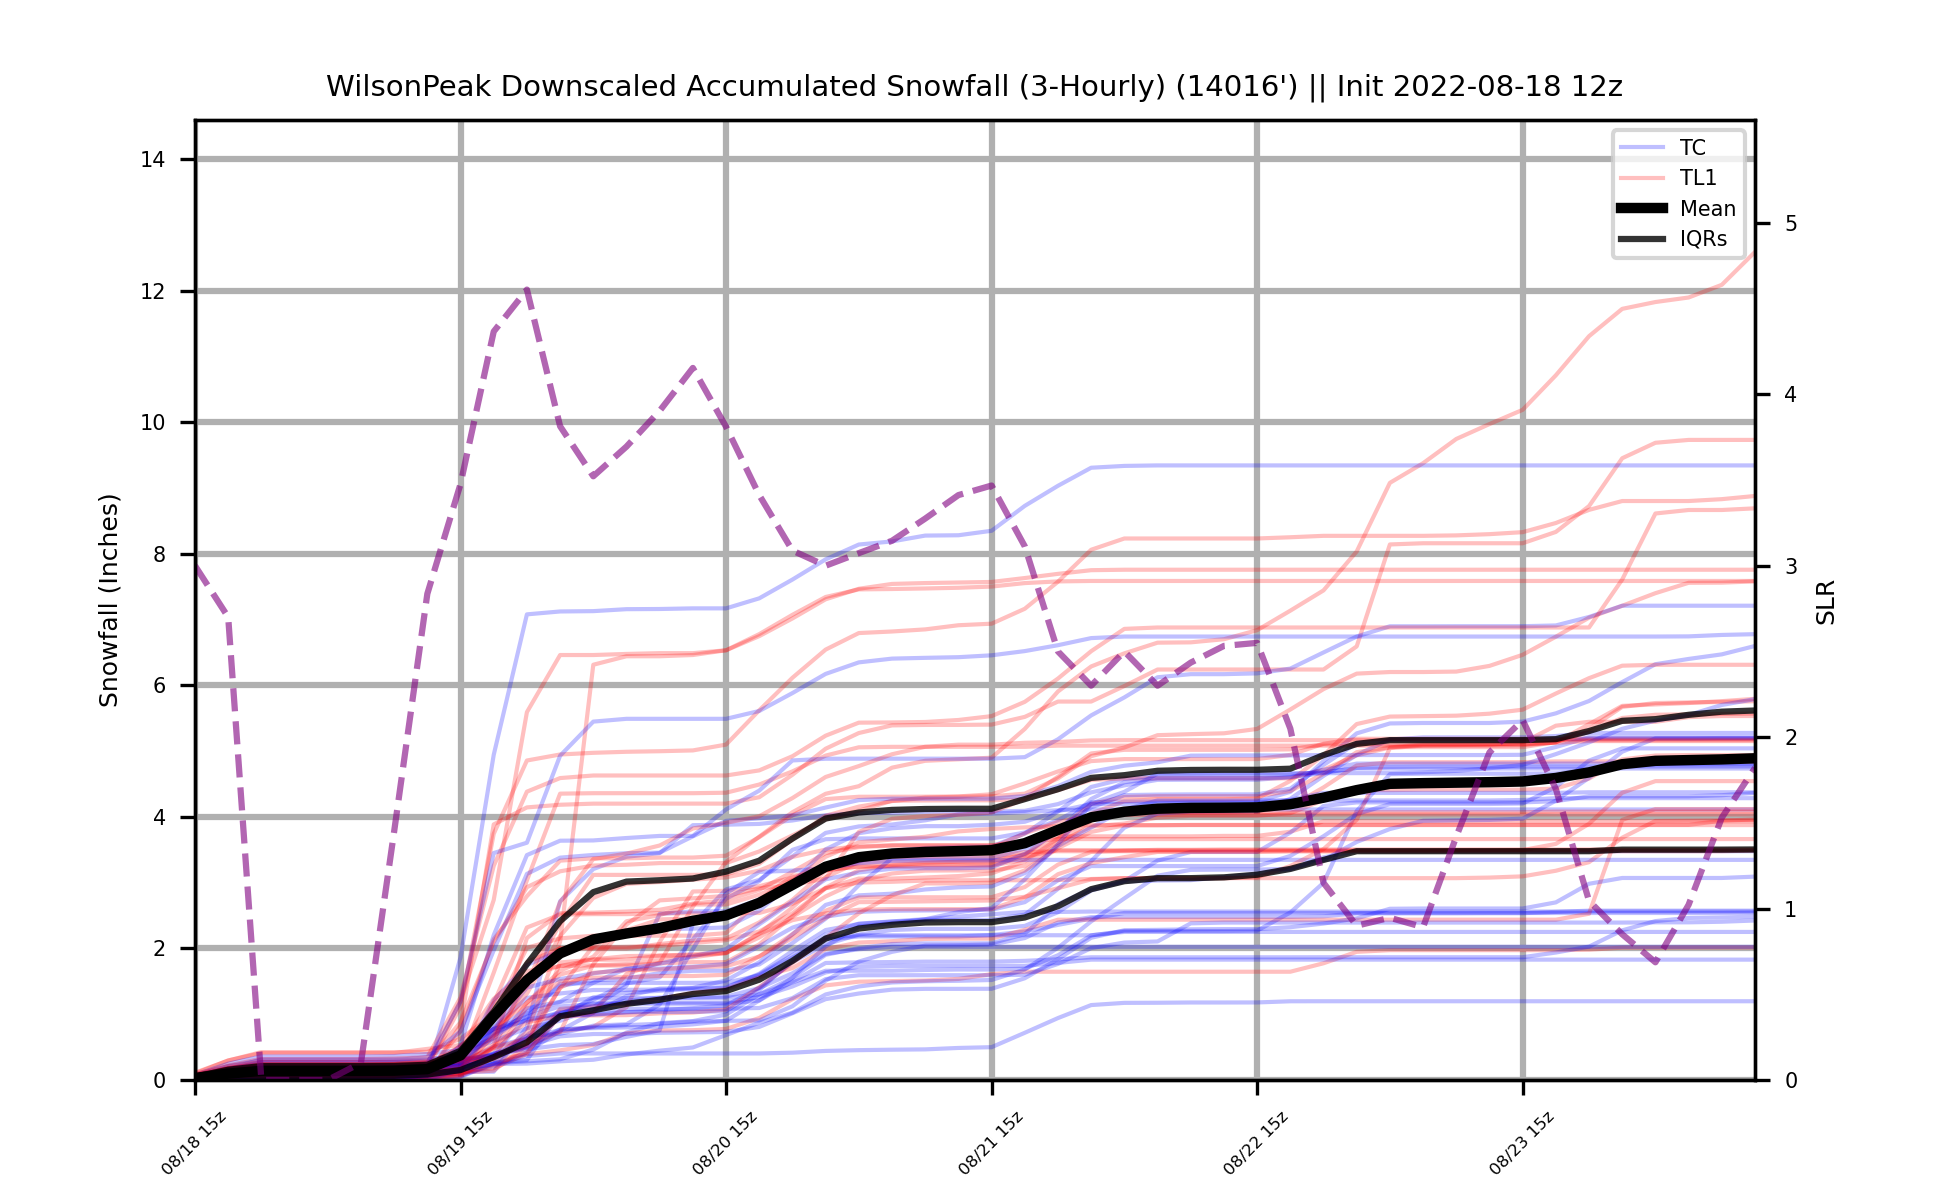 WilsonPeak Downscaled Accumulated Snowfall (3-Hourly) (14016') || Init 2022-08-18 12z
TC
TL1
Mean
IQRs
Snowfall (Inches)
14
12
10
8
6
4
2
0
5
4
3
2
1
0
SLR
08/18 15z
08/19 15z
08/20 15z
08/21 15z
08/22 15z
08/23 15z